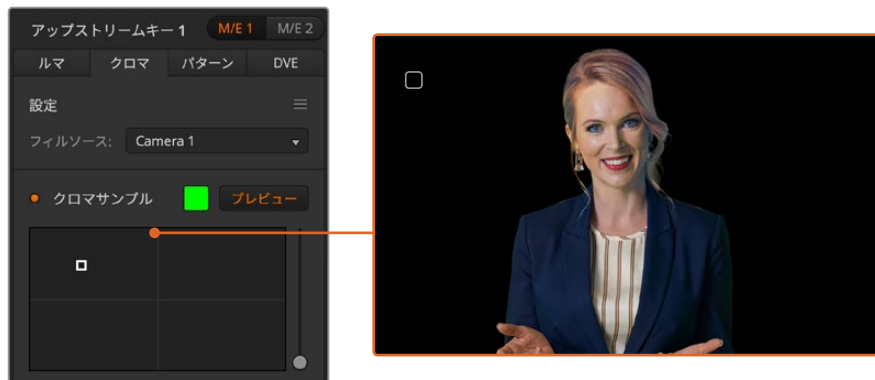 アップストリームキー 1 M/E 1 M/E 2
ルマ クロマ パターン DVE
設定
フィルソース: Camera 1
クロマサンプル プレビュー